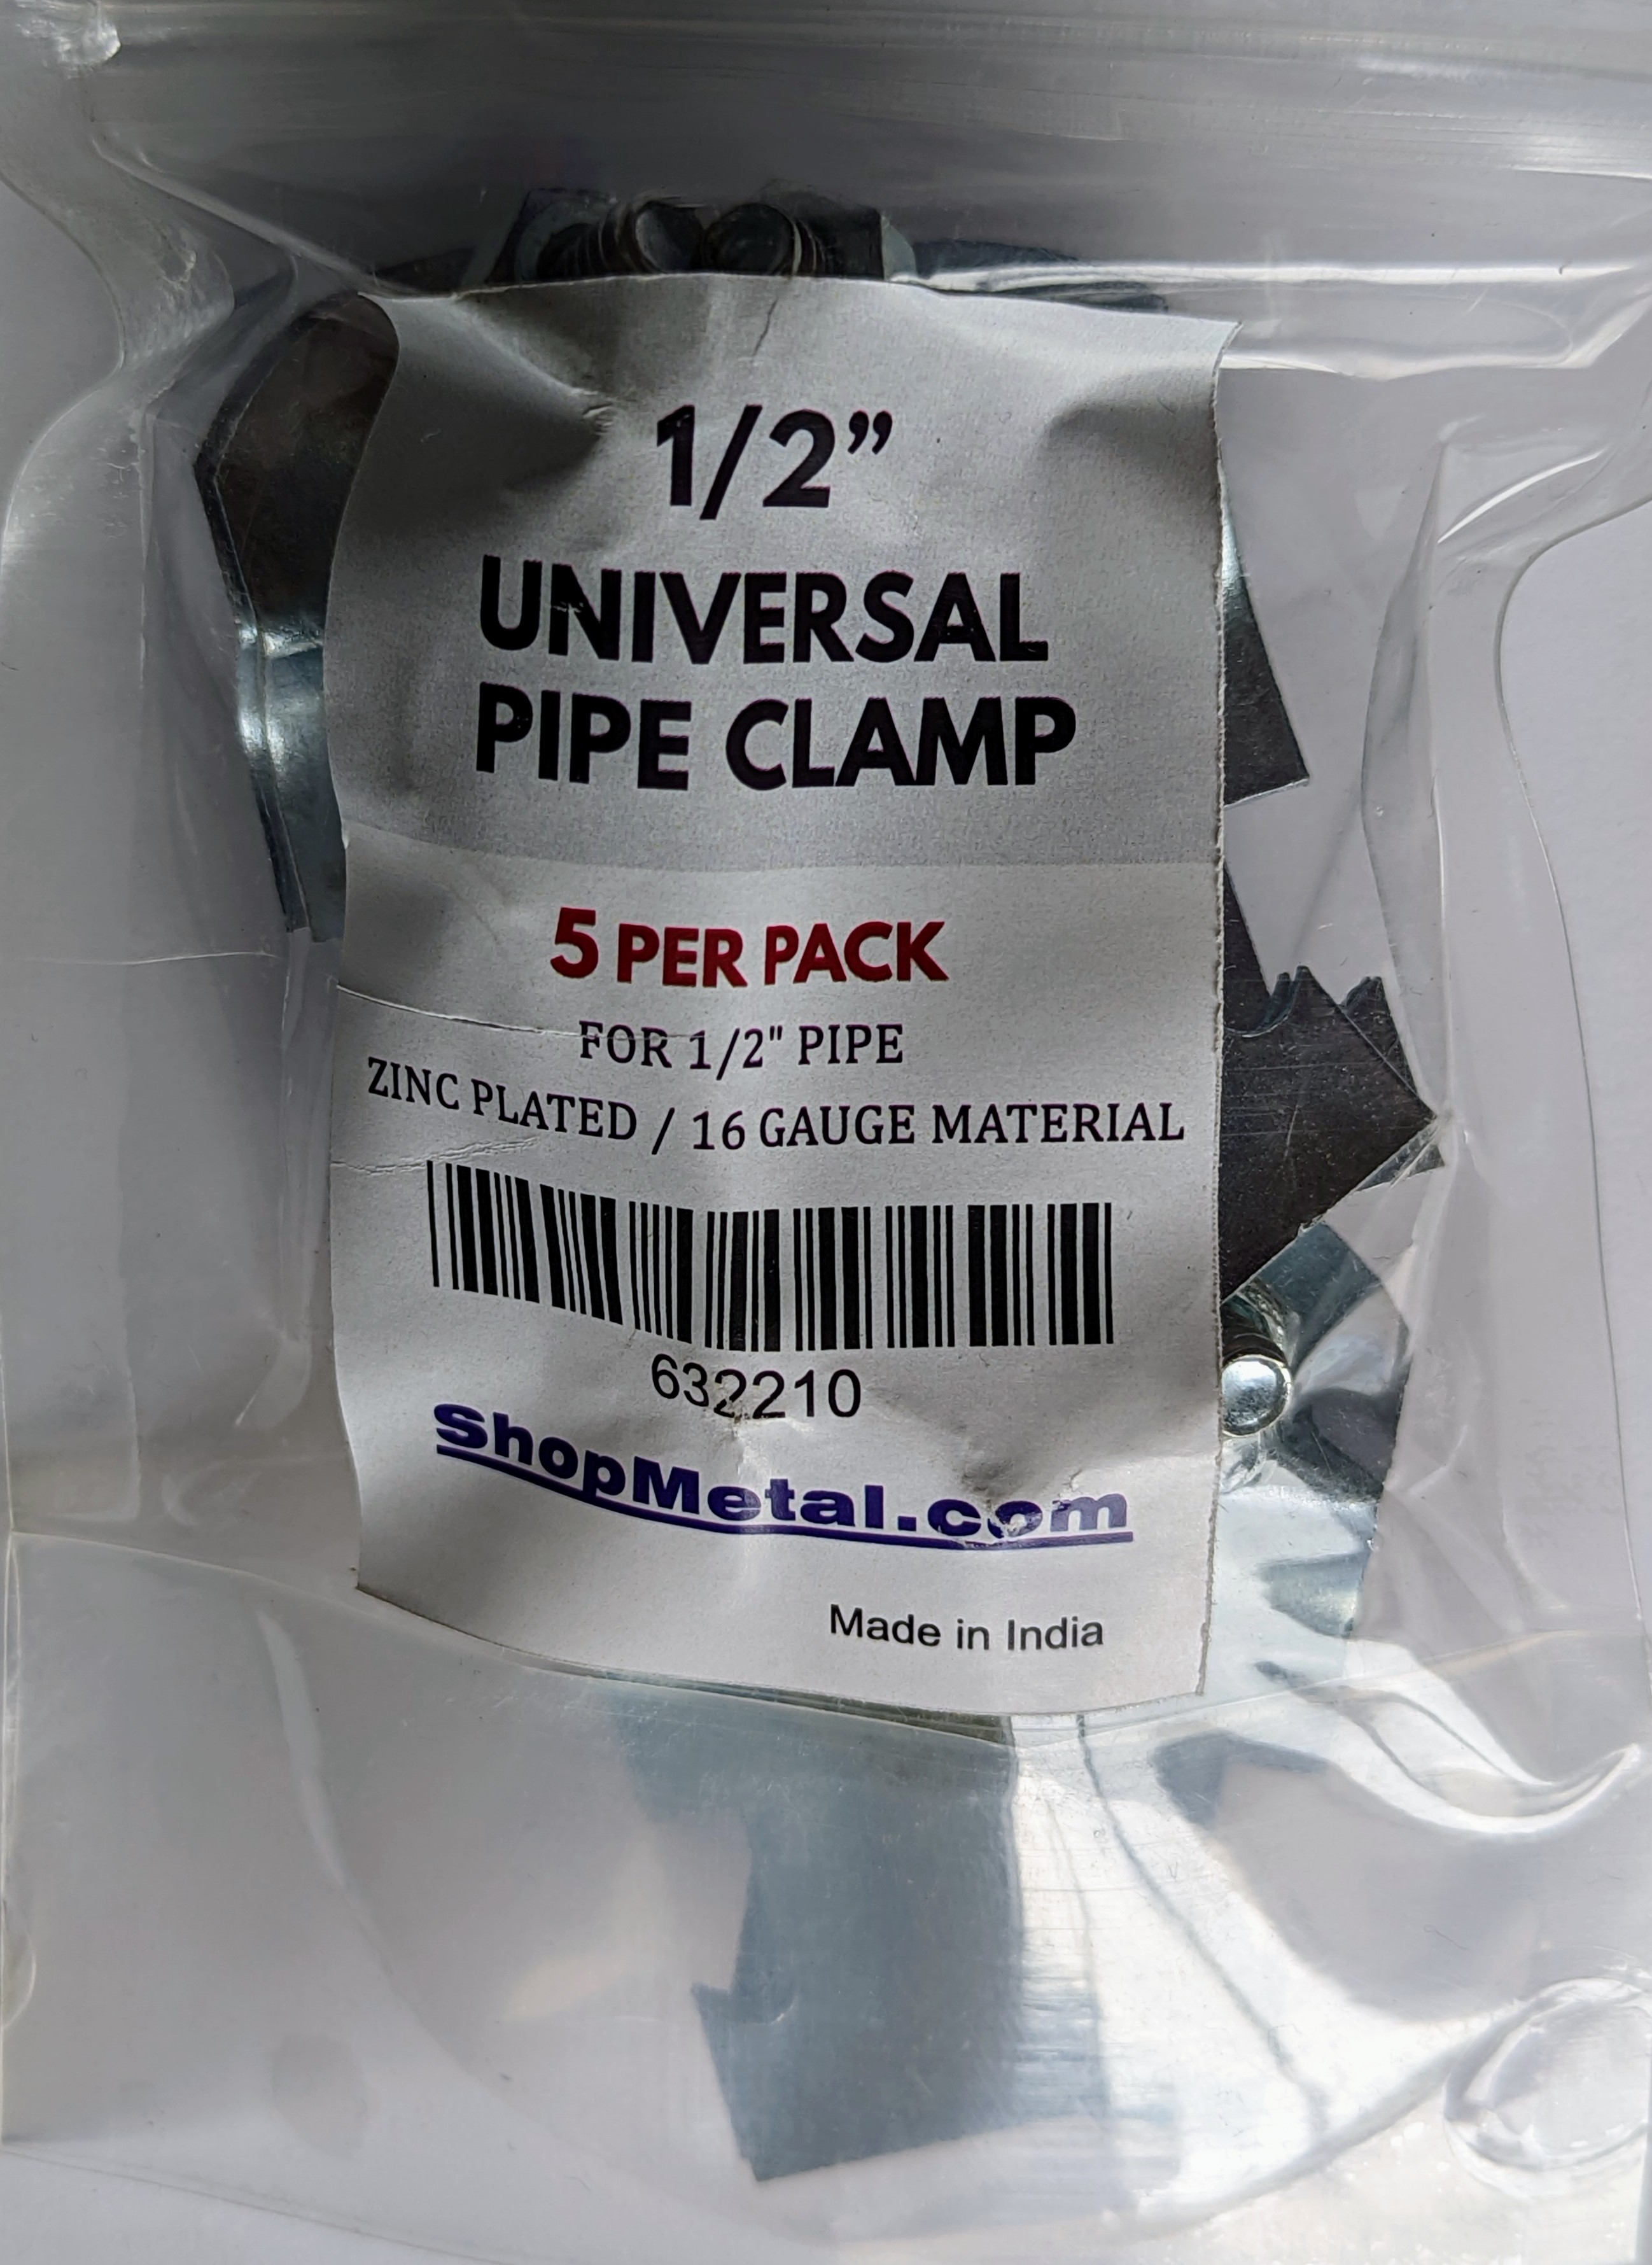 1/2”
UNIVERSAL
PIPE CLAMP
5 PER PACK
FOR 1/2" PIPE
ZINC PLATED / 16 GAUGE MATERIAL
632210
ShopMetal.com
Made in India